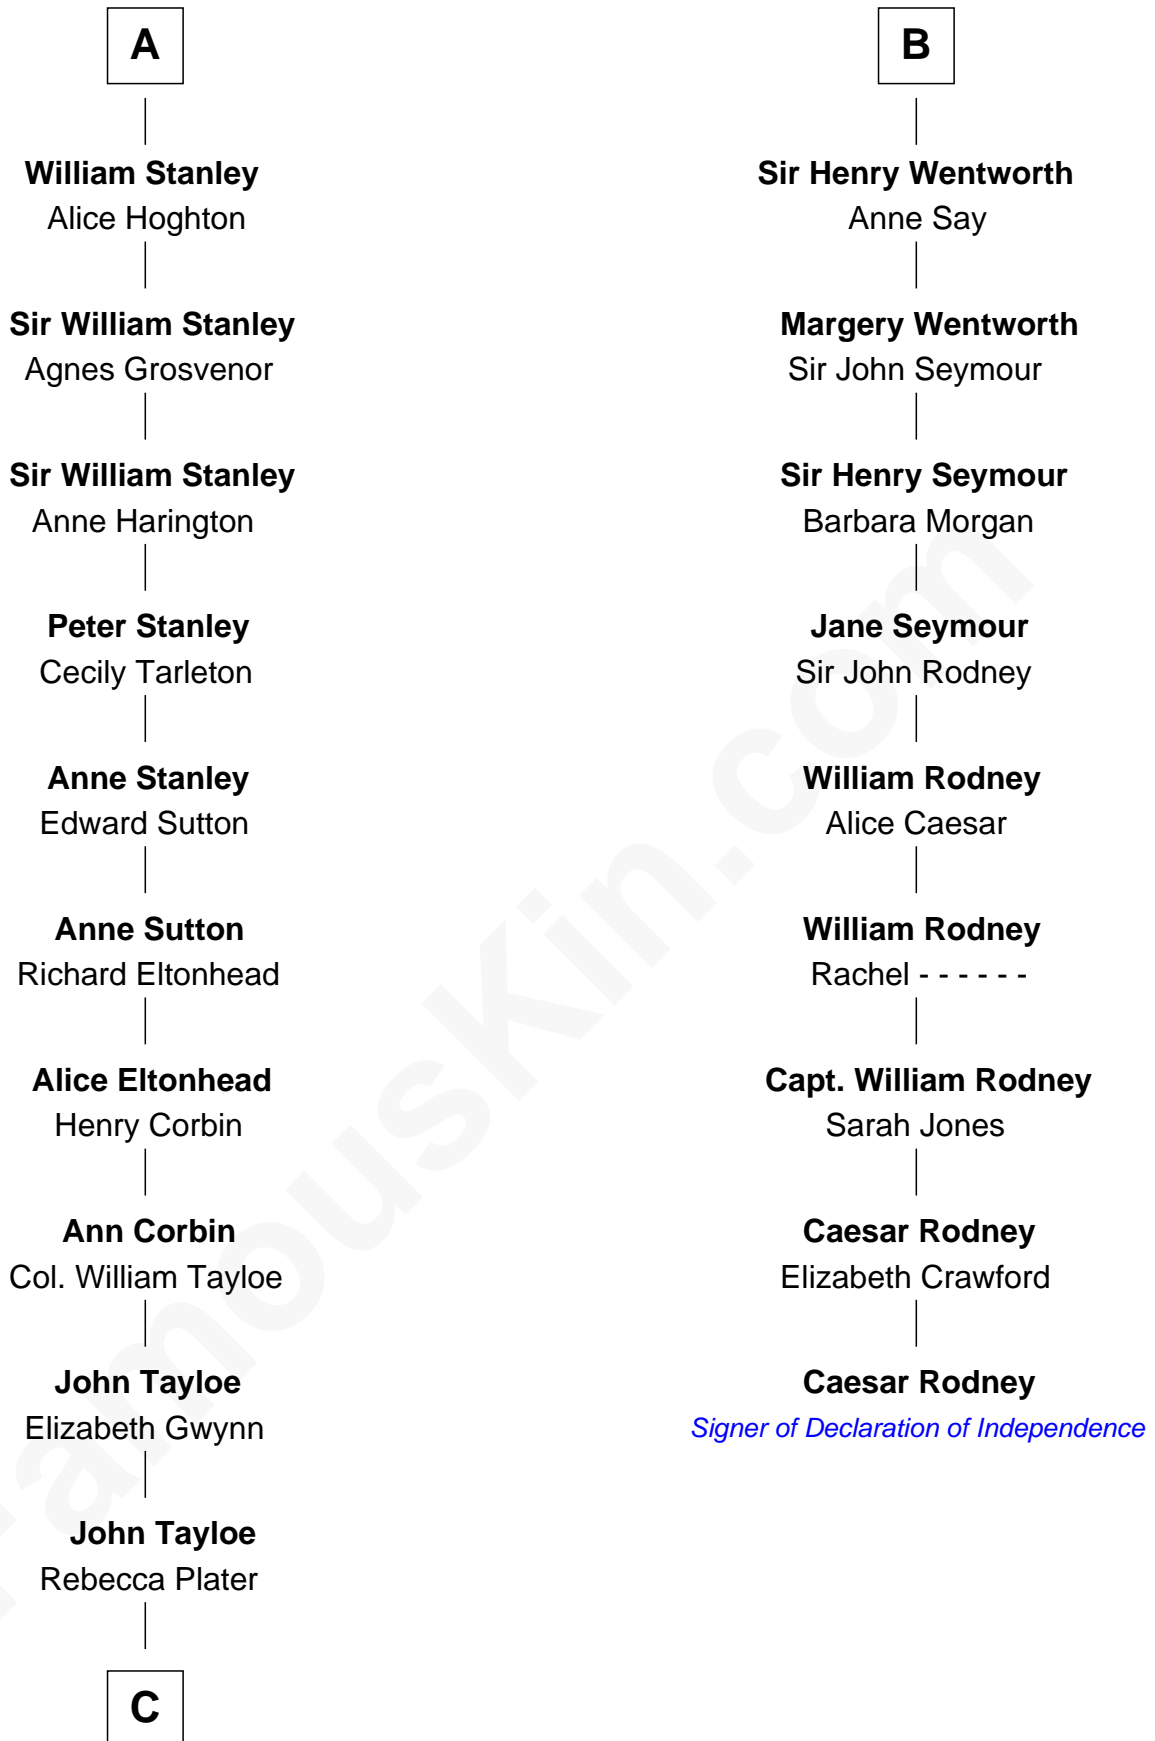 A
William Stanley
Alice Hoghton
Sir William Stanley
Agnes Grosvenor
Sir William Stanley
Anne Harington
Peter Stanley
Cecily Tarleton
Anne Stanley
Edward Sutton
Anne Sutton
Richard Eltonhead
Alice Eltonhead
Henry Corbin
Ann Corbin
Col. William Tayloe
John Tayloe
Elizabeth Gwynn
John Tayloe
Rebecca Plater
C
B
Sir Henry Wentworth
Anne Say
Margery Wentworth
Sir John Seymour
Sir Henry Seymour
Barbara Morgan
Jane Seymour
Sir John Rodney
William Rodney
Alice Caesar
William Rodney
Rachel - - - - - -
Capt. William Rodney
Sarah Jones
Caesar Rodney
Elizabeth Crawford
Caesar Rodney
Signer of Declaration of Independence
FamousKin.com